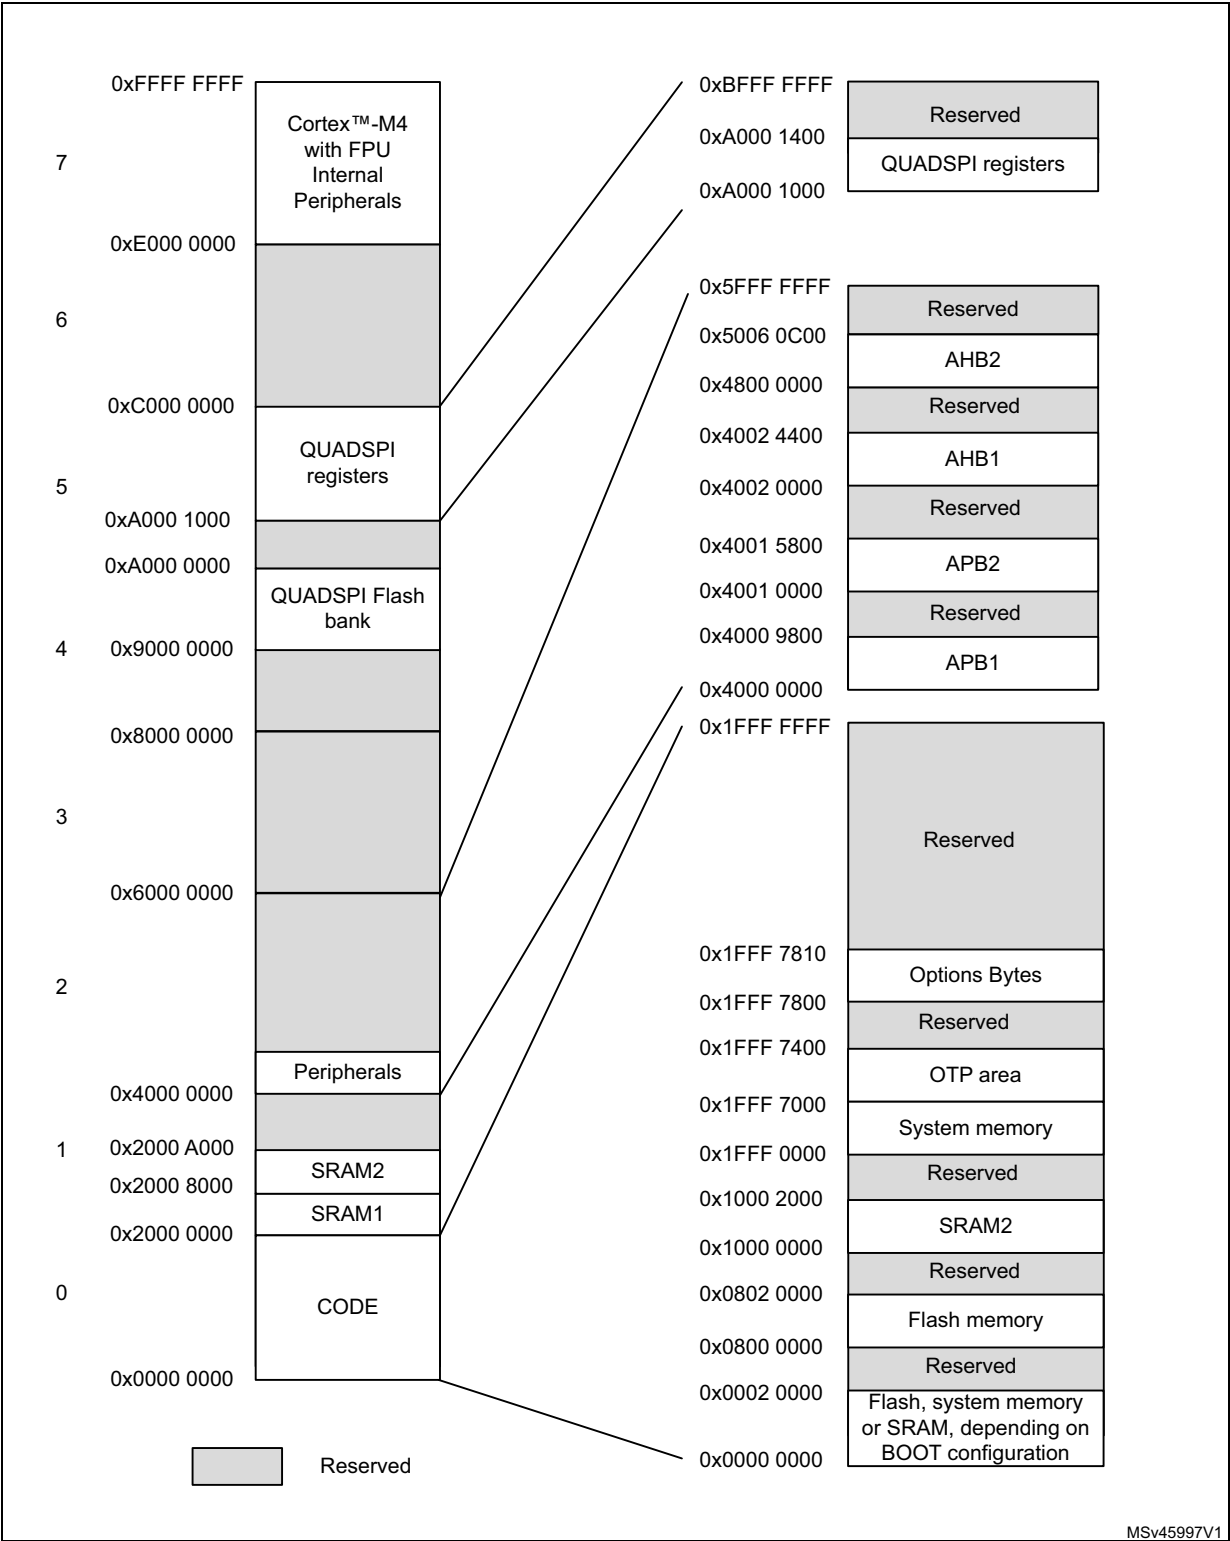 0xFFFF FFFF
Cortex™-M4
with FPU
Internal
Peripherals
7
0xE000 0000
6
0xC000 0000
QUADSPI
registers
5
0xA000 1000
0xA000 0000
QUADSPI Flash
bank
4
0x9000 0000
0x8000 0000
3
0x6000 0000
2
Peripherals
0x4000 0000
1
0x2000 A000
SRAM2
0x2000 8000
SRAM1
0x2000 0000
0
CODE
0x0000 0000
Reserved
0xBFFF FFFF
Reserved
0xA000 1400
QUADSPI registers
0xA000 1000
0x5FFF FFFF
Reserved
0x5006 0C00
AHB2
0x4800 0000
Reserved
0x4002 4400
AHB1
0x4002 0000
Reserved
0x4001 5800
APB2
0x4001 0000
Reserved
0x4000 9800
APB1
0x4000 0000
0x1FFF FFFF
Reserved
0x1FFF 7810
Options Bytes
0x1FFF 7800
Reserved
0x1FFF 7400
OTP area
0x1FFF 7000
System memory
0x1FFF 0000
Reserved
0x1000 2000
SRAM2
0x1000 0000
Reserved
0x0802 0000
Flash memory
0x0800 0000
Reserved
0x0002 0000
Flash, system memory
or SRAM, depending on
BOOT configuration
0x0000 0000
MSv45997V1